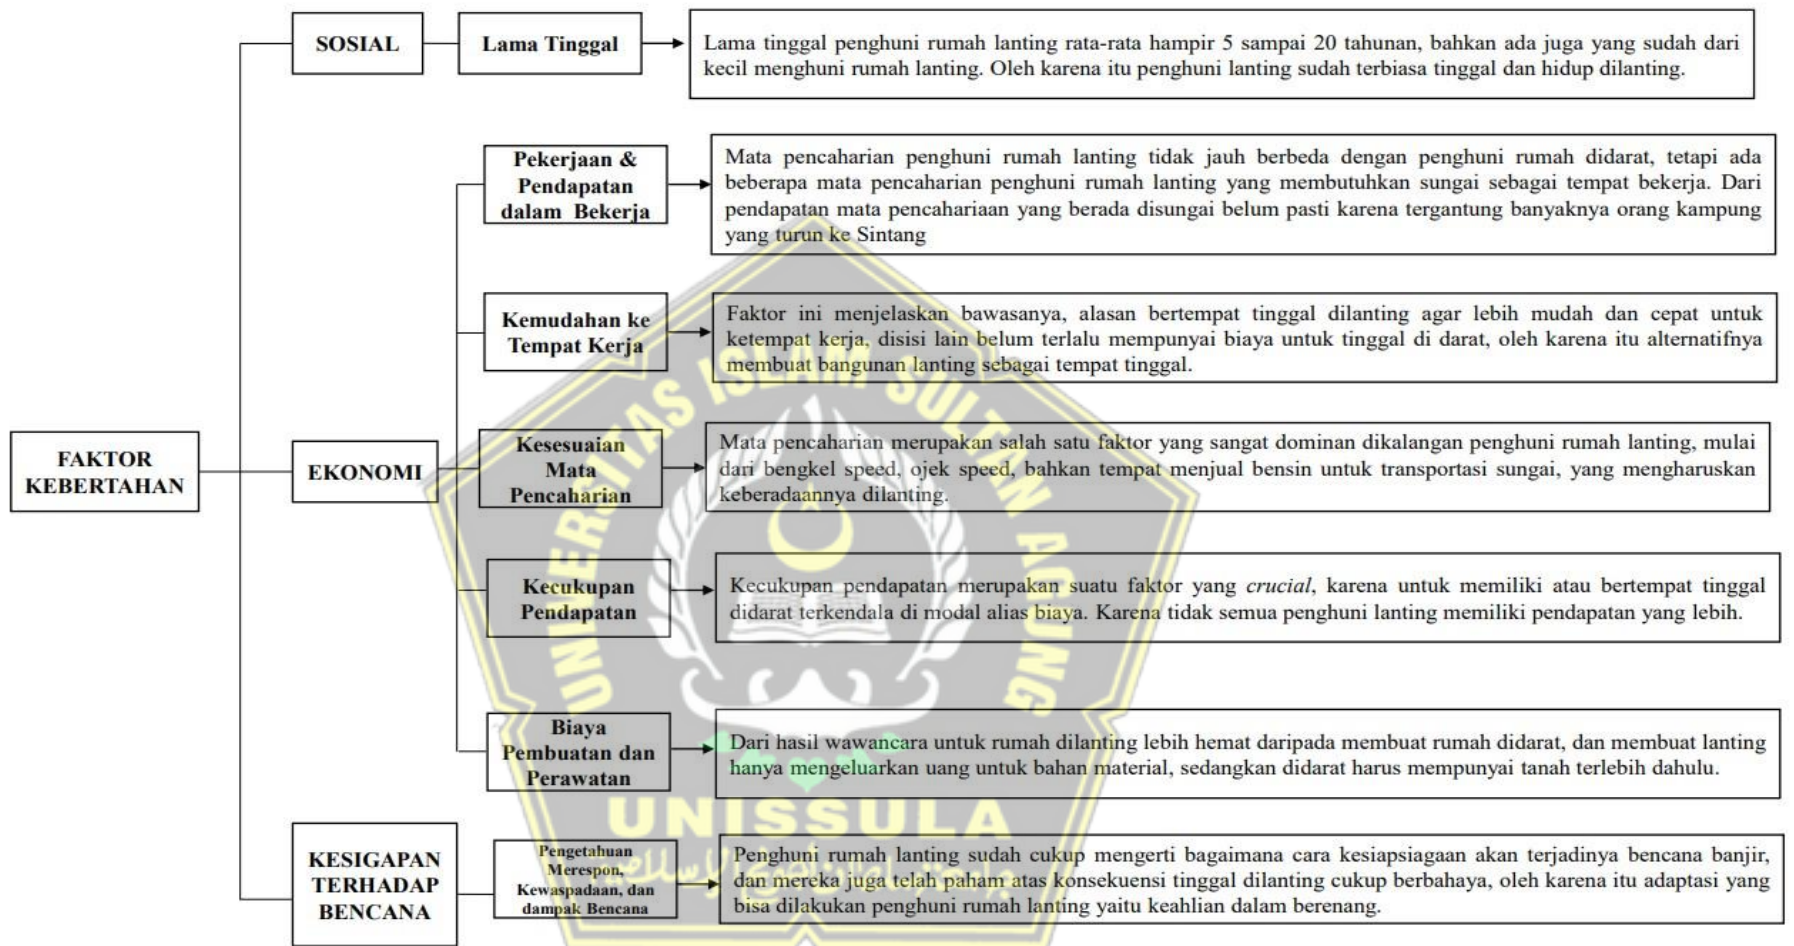 SOSIAL
Lama Tinggal
Lama tinggal penghuni rumah lanting rata-rata hampir 5 sampai 20 tahunan, bahkan ada juga yang sudah dari
kecil menghuni rumah lanting. Oleh karena itu penghuni lanting sudah terbiasa tinggal dan hidup dilanting.
Pekerjaan &
Pendapatan
dalam Bekerja
Mata pencaharian penghuni rumah lanting tidak jauh berbeda dengan penghuni rumah didarat, tetapi ada
beberapa mata pencaharian penghuni rumah lanting yang membutuhkan sungai sebagai tempat bekerja. Dari
pendapatan mata pencahariaan yang berada disungai belum pasti karena tergantung banyaknya orang kampung
yang turun ke Sintang
Kemudahan ke
Tempat Kerja
Faktor ini menjelaskan bawasanya, alasan bertempat tinggal dilanting agar lebih mudah dan cepat untuk
ketempat kerja, disisi lain belum terlalu mempunyai biaya untuk tinggal di darat, oleh karena itu alternatifnya
membuat bangunan lanting sebagai tempat tinggal.
FAKTOR
KEBERTAHAN
EKONOMI
Kesesuaian
Mata
Pencaharian
Mata pencaharian merupakan salah satu faktor yang sangat dominan dikalangan penghuni rumah lanting, mulai
dari bengkel speed, ojek speed, bahkan tempat menjual bensin untuk transportasi sungai, yang mengharuskan
keberadaannya dilanting.
Kecukupan
Pendapatan
Kecukupan pendapatan merupakan suatu faktor yang crucial, karena untuk memiliki atau bertempat tinggal
didarat terkendala di modal alias biaya. Karena tidak semua penghuni lanting memiliki pendapatan yang lebih.
Biaya
Pembuatan dan
Perawatan
Dari hasil wawancara untuk rumah dilanting lebih hemat daripada membuat rumah didarat, dan membuat lanting
hanya mengeluarkan uang untuk bahan material, sedangkan didarat harus mempunyai tanah terlebih dahulu.
KESIGAPAN
TERHADAP
BENCANA
Pengetahuan
Merespon,
Kewaspadaan, dan
dampak Bencana
Penghuni rumah lanting sudah cukup mengerti bagaimana cara kesiapsiagaan akan terjadinya bencana banjir,
dan mereka juga telah paham atas konsekuensi tinggal dilanting cukup berbahaya, oleh karena itu adaptasi yang
bisa dilakukan penghuni rumah lanting yaitu keahlian dalam berenang.
UNIVERSITAS ISLAM SULTAN AGUNG
UNISSULA